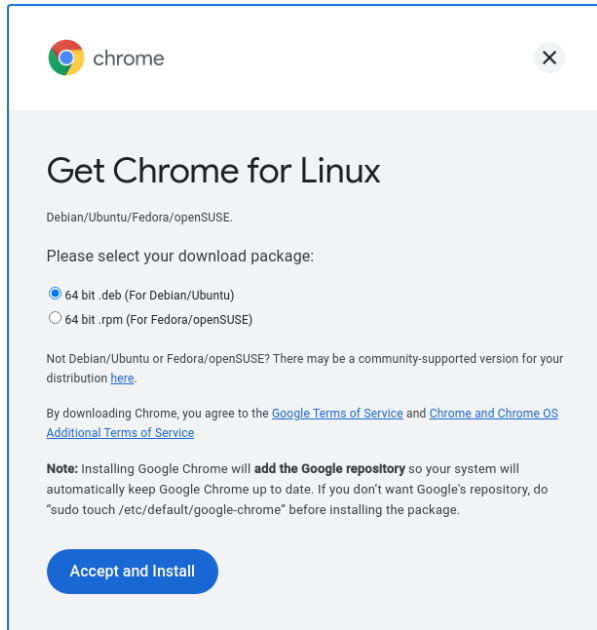 chrome
Get Chrome for Linux
Debian/Ubuntu/Fedora/openSUSE.
Please select your download package:
64 bit .deb (For Debian/Ubuntu)
64 bit .rpm (For Fedora/openSUSE)
Not Debian/Ubuntu or Fedora/openSUSE? There may be a community-supported version for your
distribution here.
By downloading Chrome, you agree to the Google Terms of Service and Chrome and Chrome OS
Additional Terms of Service
Note: Installing Google Chrome will add the Google repository so your system will
automatically keep Google Chrome up to date. If you don’t want Google's repository, do
“sudo touch /etc/default/google-chrome” before installing the package.
Accept and Install